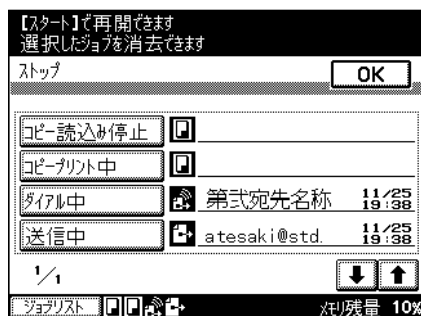 【スタート】で再開できます
選択したジョブを消去できます
ストップ
OK
コピー読込み停止
コピープリント中
ダイアル中 第弐宛先名称 11/25 19:38
送信中 atesaki@std. 11/25 19:38
1/1
ジョブリスト メモリ残量 10%